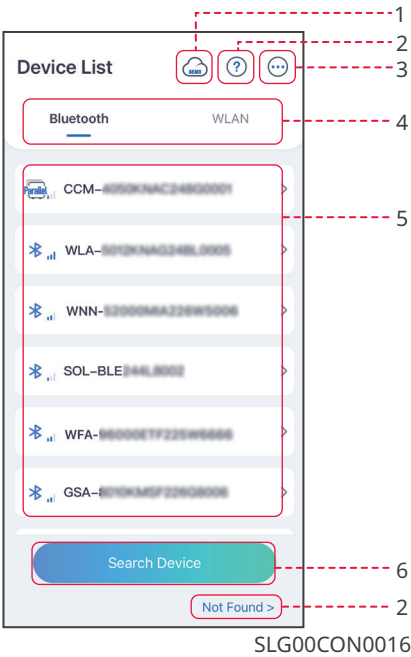 1
2
Device List
3
Bluetooth WLAN
4
Parallel CCM-
5
WLA-
WNN-
SOL-BLE
WFA-
GSA-
Search Device
6
Not Found >
2
SLG00CON0016